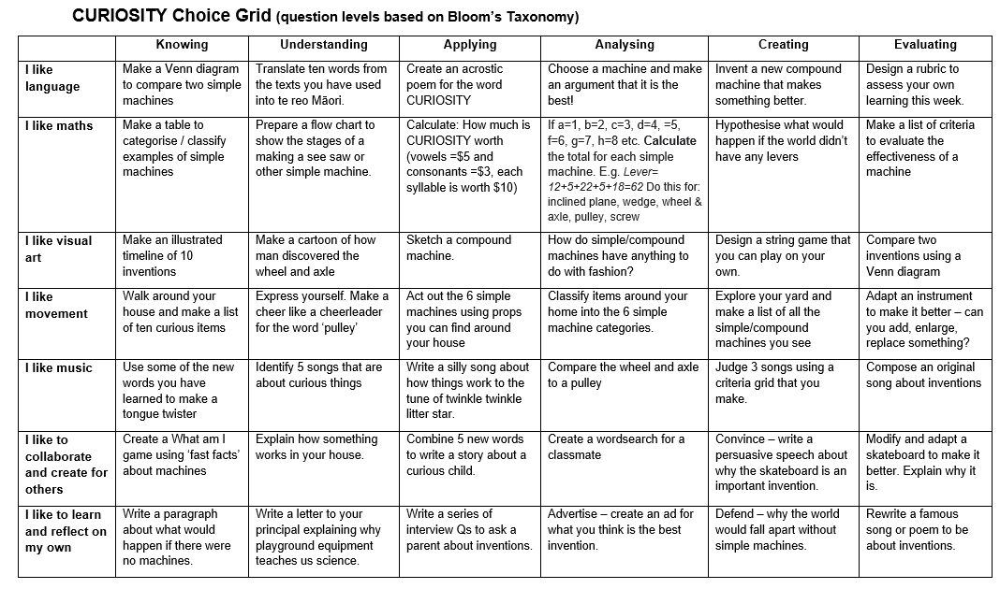 CURIOSITY Choice Grid (question levels based on Bloom's Taxonomy)
Knowing
Understanding
Applying
Analysing
Creating
Evaluating
I like
language
Make a Venn diagram
to compare two simple
machines
Translate ten words from
the texts you have used
into te reo Māori.
Create an acrostic
poem for the word
CURIOSITY
Choose a machine and make
an argument that it is the
best!
Invent a new compound
machine that makes
something better.
Design a rubric to
assess your own
learning this week.
I like maths
Make a table to
categorise / classify
examples of simple
machines
Prepare a flow chart to
show the stages of a
making a see saw or
other simple machine.
Calculate: How much is
CURIOSITY worth
(vowels =$5 and
consonants =$3, each
syllable is worth $10)
If a=1, b=2, c=3, d=4, =5,
f=6, g=7, h=8 etc. Calculate
the total for each simple
machine. E.g. Lever=
12+5+22+5+18=62 Do this for:
inclined plane, wedge, wheel &
axle, pulley, screw
Hypothesise what would
happen if the world didn't
have any levers
Make a list of criteria
to evaluate the
effectiveness of a
machine
I like visual
art
Make an illustrated
timeline of 10
inventions
Make a cartoon of how
man discovered the
wheel and axle
Sketch a compound
machine.
How do simple/compound
machines have anything to
do with fashion?
Design a string game that
you can play on your
own.
Compare two
inventions using a
Venn diagram
I like
movement
Walk around your
house and make a list
of ten curious items
Express yourself. Make a
cheer like a cheerleader
for the word 'pulley'
Act out the 6 simple
machines using props
you can find around
your house
Classify items around your
home into the 6 simple
machine categories.
Explore your yard and
make a list of all the
simple/compound
machines you see
Adapt an instrument
to make it better – can
you add, enlarge,
replace something?
I like music
Use some of the new
words you have
learned to make a
tongue twister
Identify 5 songs that are
about curious things
Write a silly song about
how things work to the
tune of twinkle twinkle
litter star.
Compare the wheel and axle
to a pulley
Judge 3 songs using a
criteria grid that you
make.
Compose an original
song about inventions
I like to
collaborate
and create for
others
Create a What am I
game using 'fast facts'
about machines
Explain how something
works in your house.
Combine 5 new words
to write a story about a
curious child.
Create a wordsearch for a
classmate
Convince – write a
persuasive speech about
why the skateboard is an
important invention.
Modify and adapt a
skateboard to make it
better. Explain why it
is.
I like to learn
and reflect on
my own
Write a paragraph
about what would
happen if there were
no machines.
Write a letter to your
principal explaining why
playground equipment
teaches us science.
Write a series of
interview Qs to ask a
parent about inventions.
Advertise – create an ad for
what you think is the best
invention.
Defend – why the world
would fall apart without
simple machines.
Rewrite a famous
song or poem to be
about inventions.